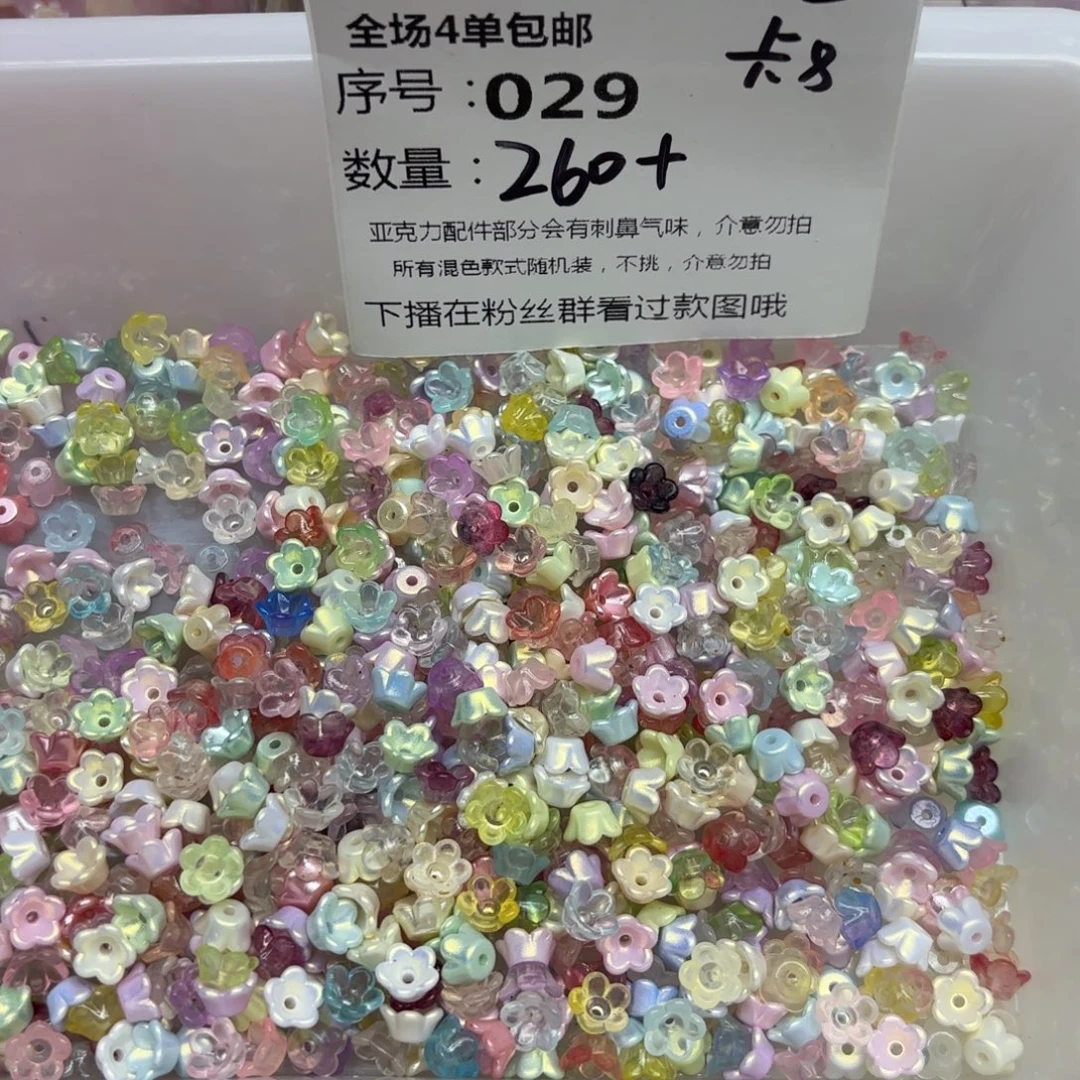 全场4单包邮
卡8
序号：029
数量：260+
亚克力配件部分会有刺鼻气味，介意勿拍
所有混色款式随机装，不挑，介意勿拍
下播在粉丝群看过款图哦